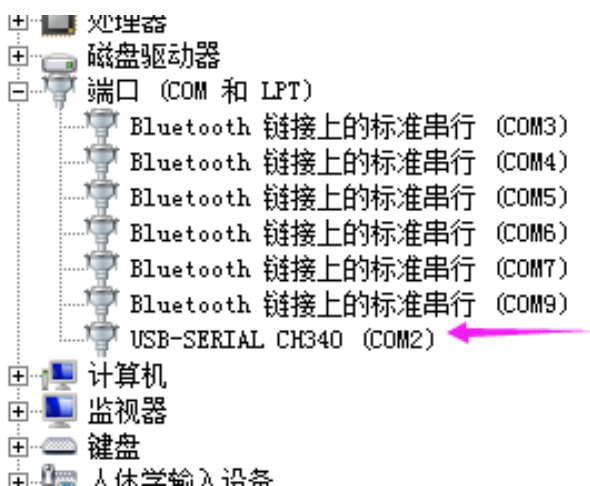 处理器
磁盘驱动器
端口 (COM 和 LPT)
Bluetooth 链接上的标准串行 (COM3)
Bluetooth 链接上的标准串行 (COM4)
Bluetooth 链接上的标准串行 (COM5)
Bluetooth 链接上的标准串行 (COM6)
Bluetooth 链接上的标准串行 (COM7)
Bluetooth 链接上的标准串行 (COM9)
USB-SERIAL CH340 (COM2)
计算机
监视器
键盘
人体学输入设备